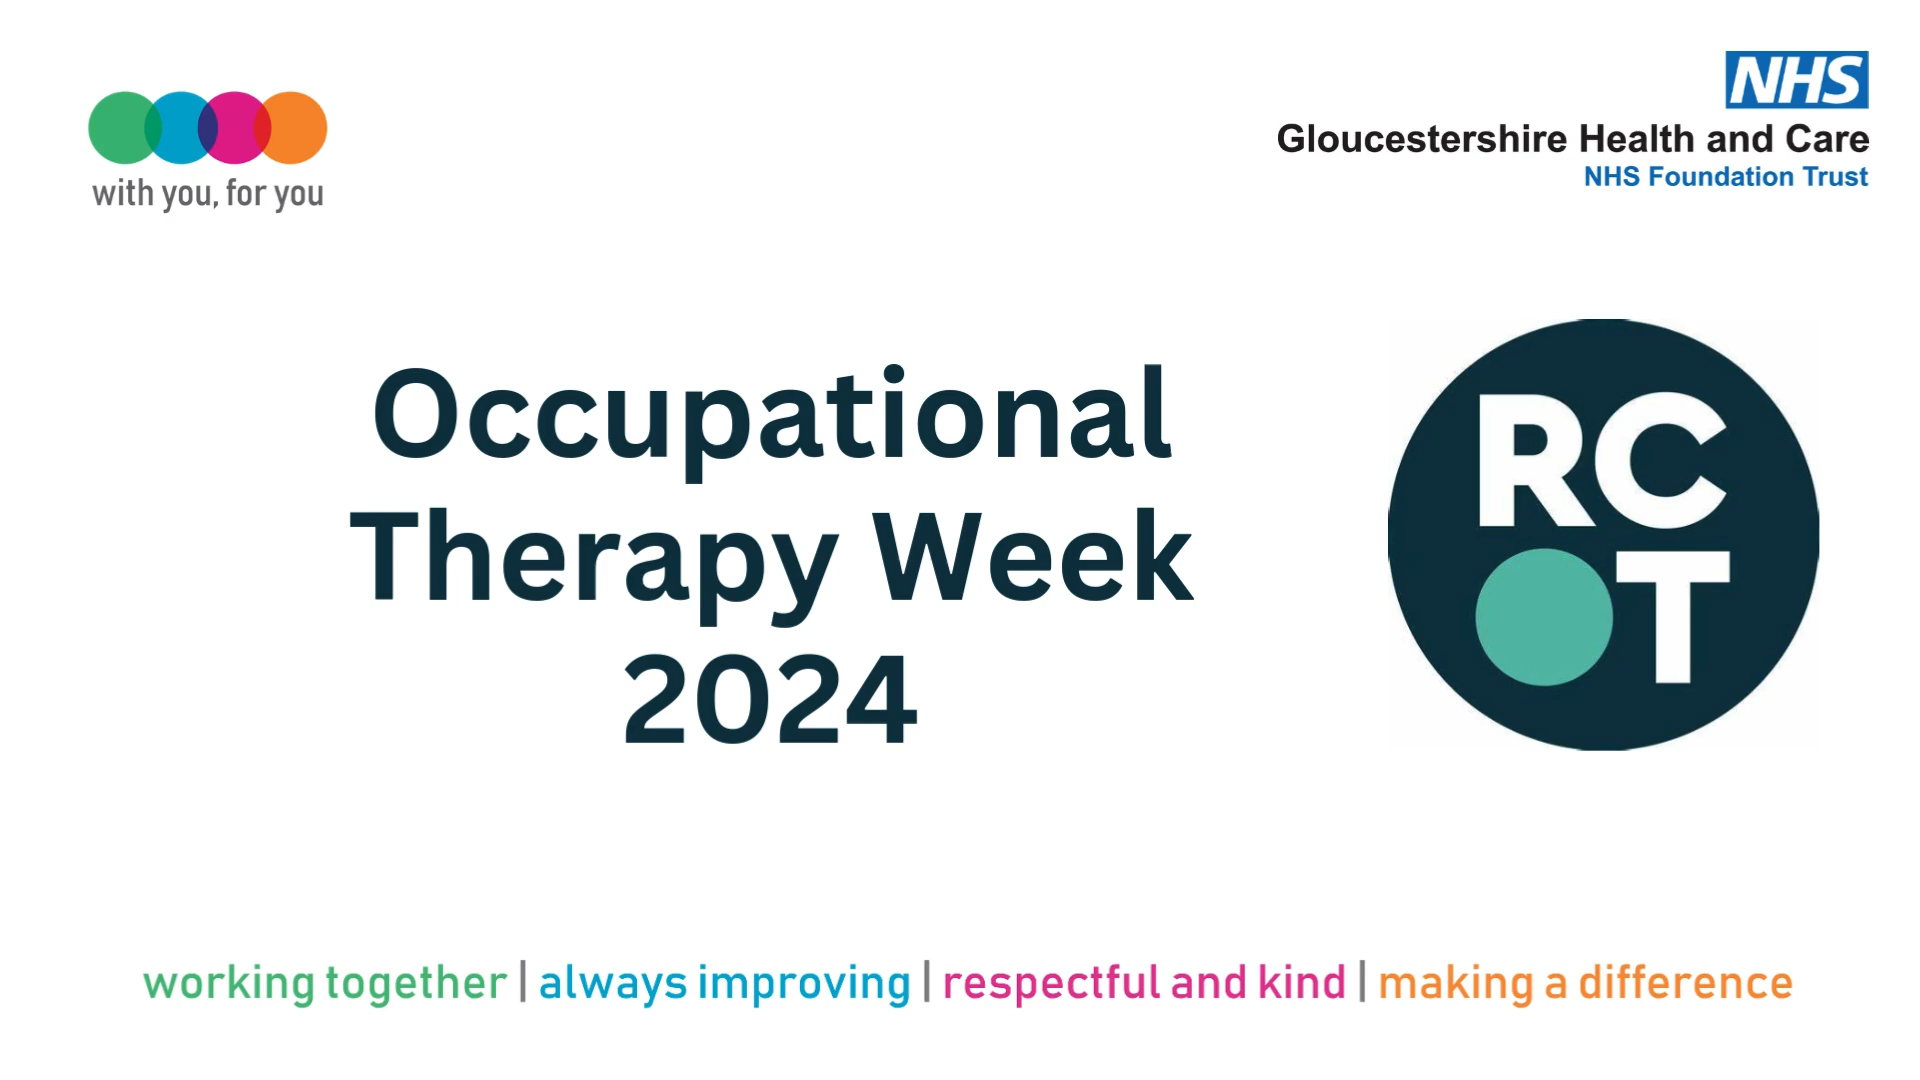 with you, for you
NHS
Gloucestershire Health and Care
NHS Foundation Trust
Occupational
Therapy Week
2024
RC
T
working together | always improving | respectful and kind | making a difference